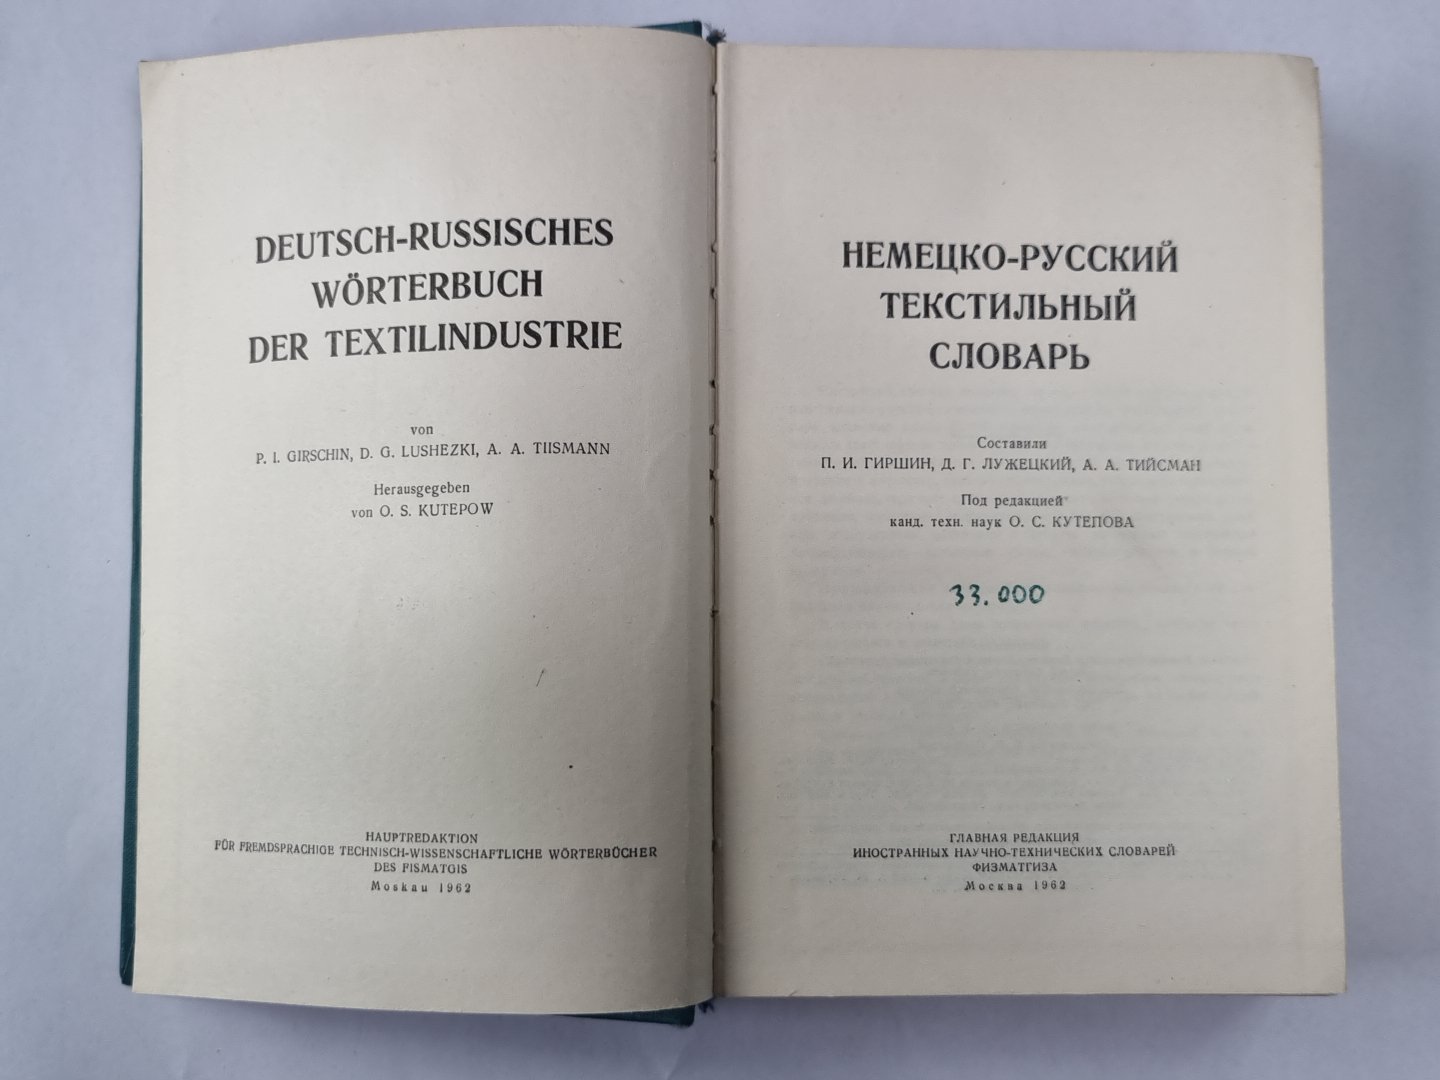 DEUTSCH-RUSSISCHES
WÖRTERBUCH
DER TEXTILINDUSTRIE
von
P. I. GIRSCHIN, D. G. LUSHEZKI, A. A. TIISMANN
Herausgegeben
von O. S. KUTEPOW
HAUPTREDAKTION
FÜR FREMDSPRACHIGE TECHNISCH-WISSENSCHAFTLICHE WÖRTERBÜCHER
DES FISMATGIS
Moskau 1962
НЕМЕЦКО-РУССКИЙ
ТЕКСТИЛЬНЫЙ
СЛОВАРЬ
Составили
П. И. ГИРШИН, Д. Г. ЛУЖЕЦКИЙ, А. А. ТИЙСМАН
Под редакцией
канд. техн. наук О. С. КУТЕПОВА
33.000
ГЛАВНАЯ РЕДАКЦИЯ
ИНОСТРАННЫХ НАУЧНО-ТЕХНИЧЕСКИХ СЛОВАРЕЙ
ФИЗМАТГИЗА
Москва 1962